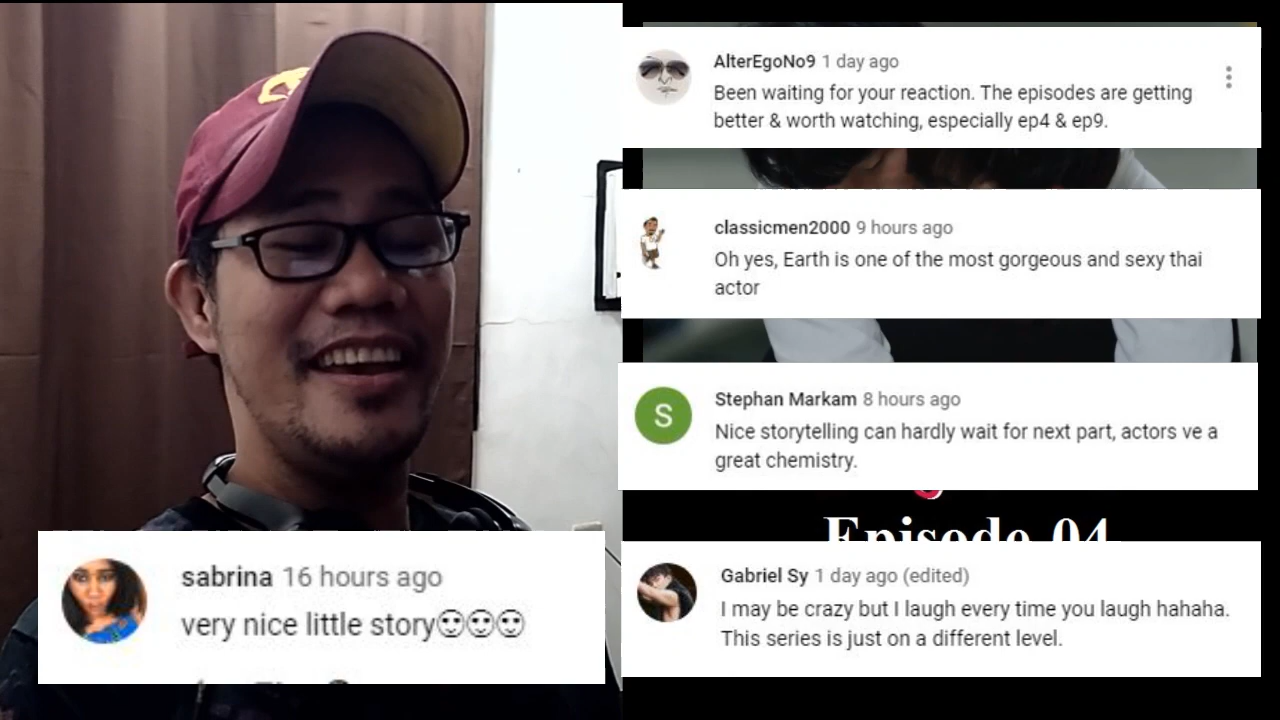 AlterEgoNo9 1 day ago
Been waiting for your reaction. The episodes are getting
better & worth watching, especially ep4 & ep9.
classicmen2000 9 hours ago
Oh yes, Earth is one of the most gorgeous and sexy thai
actor
Stephan Markam 8 hours ago
S
Nice storytelling can hardly wait for next part, actors ve a
great chemistry.
Episode 04
Gabriel Sy 1 day ago (edited)
I may be crazy but I laugh every time you laugh hahaha.
This series is just on a different level.
sabrina 16 hours ago
very nice little story😍😍😍